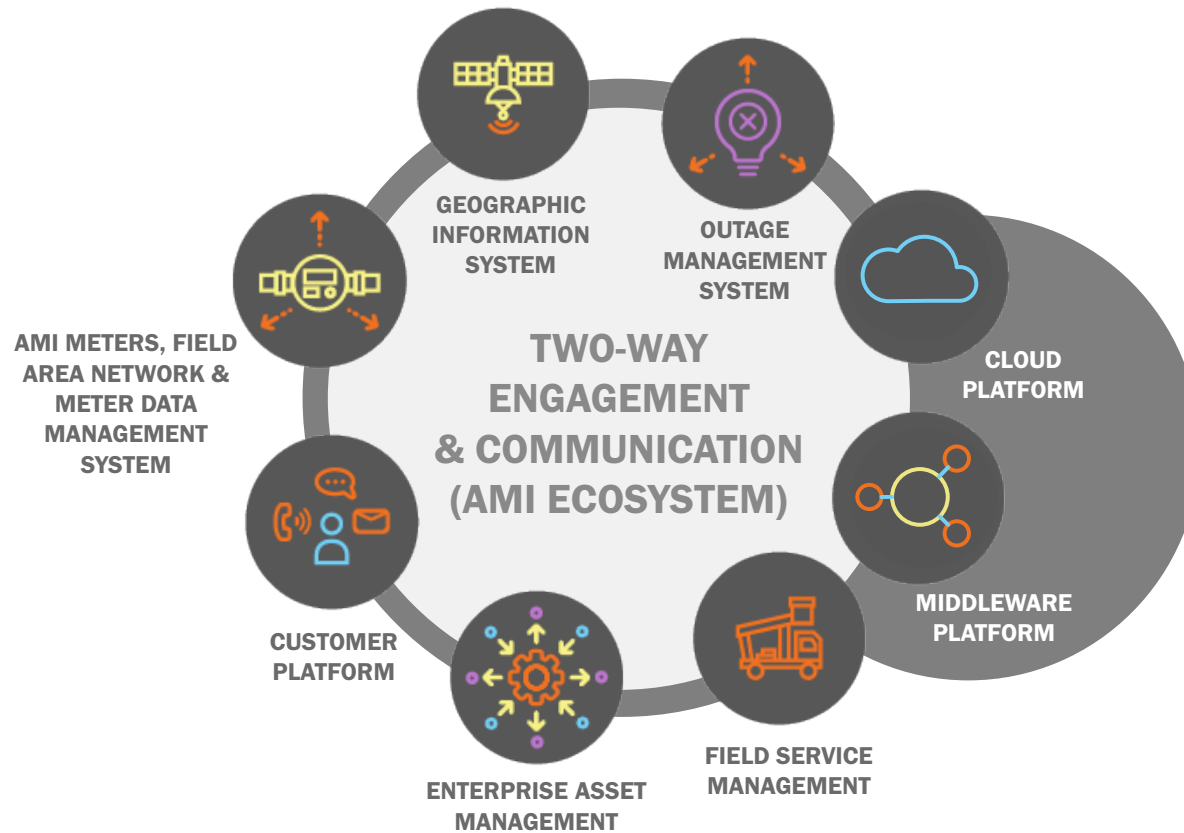 GEOGRAPHIC
INFORMATION
SYSTEM
OUTAGE
MANAGEMENT
SYSTEM
CLOUD
PLATFORM
AMI METERS, FIELD
AREA NETWORK &
METER DATA
MANAGEMENT
SYSTEM
TWO-WAY
ENGAGEMENT
& COMMUNICATION
(AMI ECOSYSTEM)
MIDDLEWARE
PLATFORM
CUSTOMER
PLATFORM
FIELD SERVICE
MANAGEMENT
ENTERPRISE ASSET
MANAGEMENT